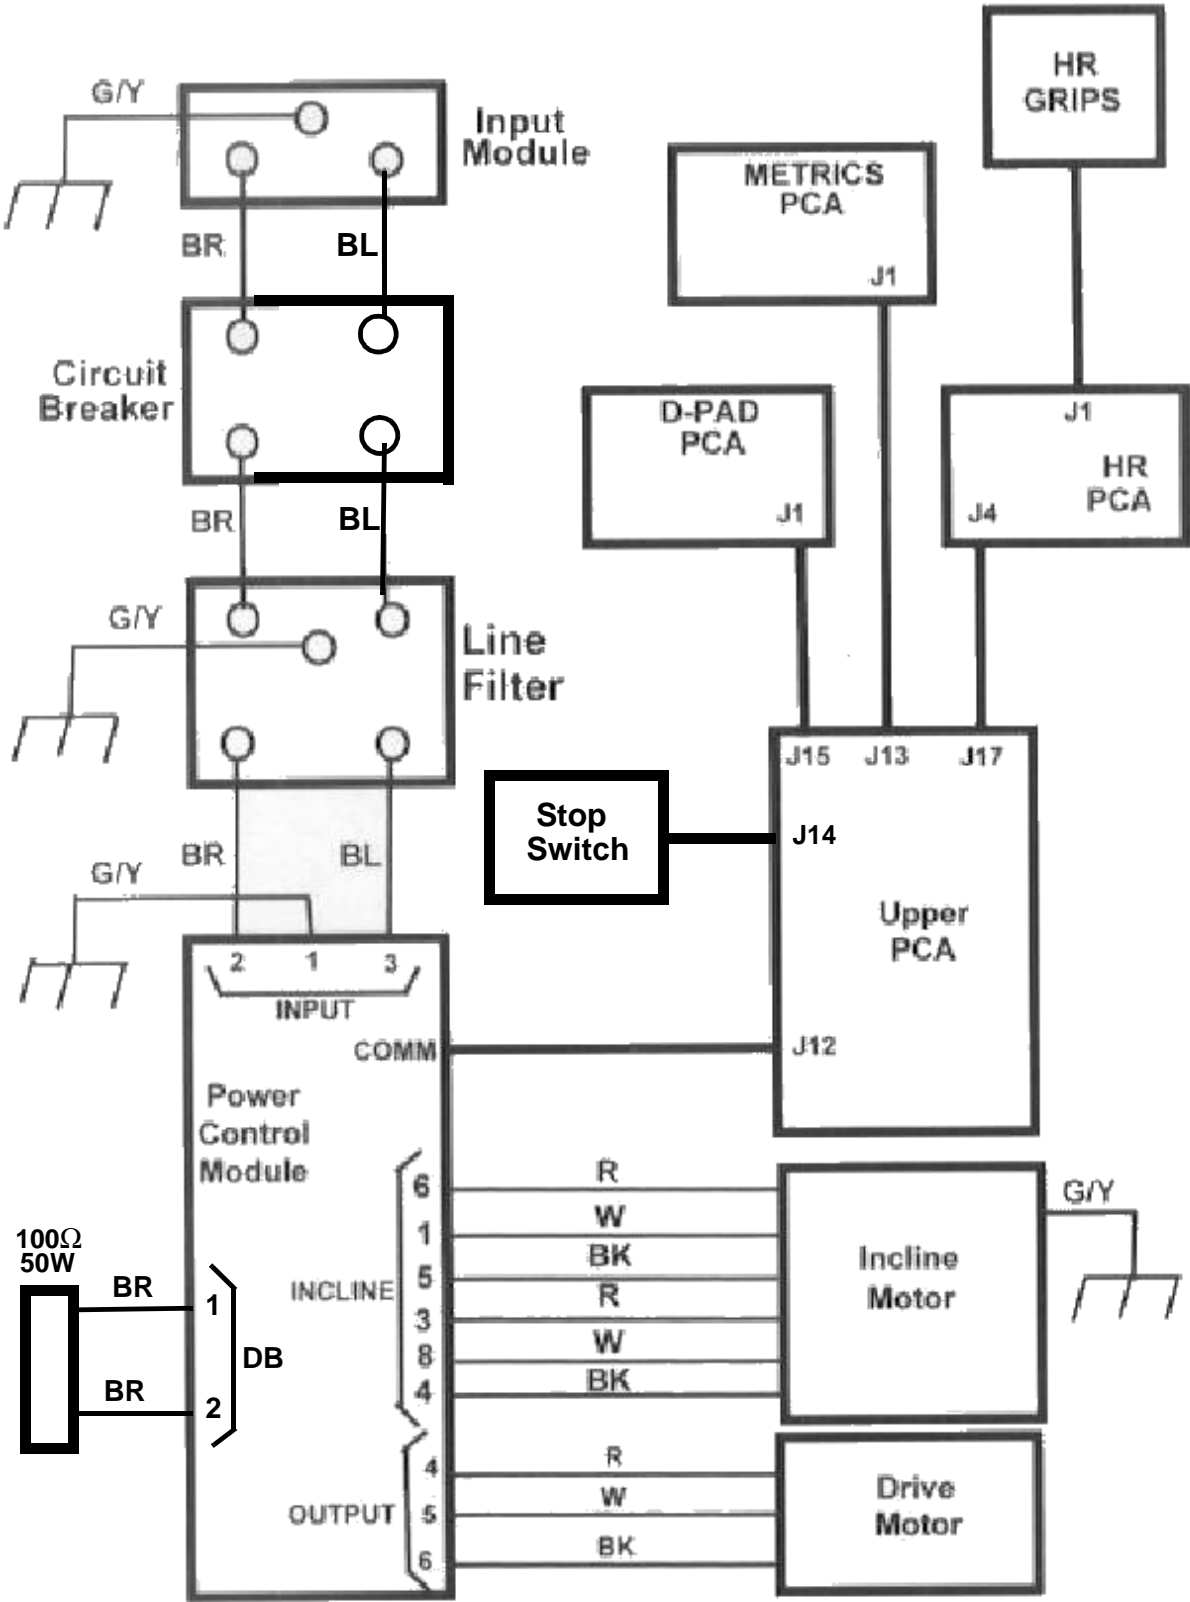 G/Y
Input
Module
BR
BL
Circuit
Breaker
BR
BL
G/Y
Line
Filter
BR
BL
G/Y
2 1 3
INPUT
COMM
Power
Control
Module
100Ω
50W
BR
1
DB
BR
2
INCLINE
6
1
5
3
8
4
R
W
BK
R
W
BK
OUTPUT
4
5
6
R
W
BK
HR
GRIPS
METRICS
PCA
J1
D-PAD
PCA
J1
J1
HR
PCA
J4
J15 J13 J17
Stop
Switch
J14
Upper
PCA
J12
Incline
Motor
G/Y
Drive
Motor